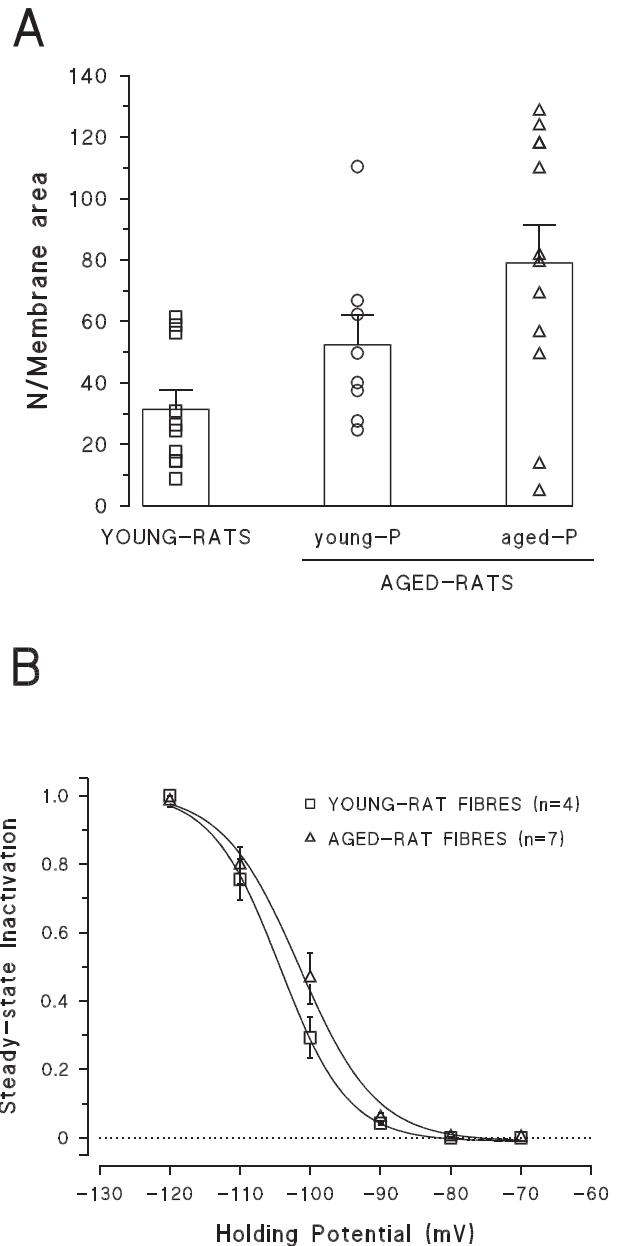 A
140
120
100
80
60
40
20
0
N/Membrane area
YOUNG-RATS young-P aged-P
AGED-RATS
B
1.0
0.8
0.6
0.4
0.2
0
Steady-state Inactivation
YOUNG-RAT FIBRES (n=4)
AGED-RAT FIBRES (n=7)
-130 -120 -110 -100 -90 -80 -70 -60
Holding Potential (mV)